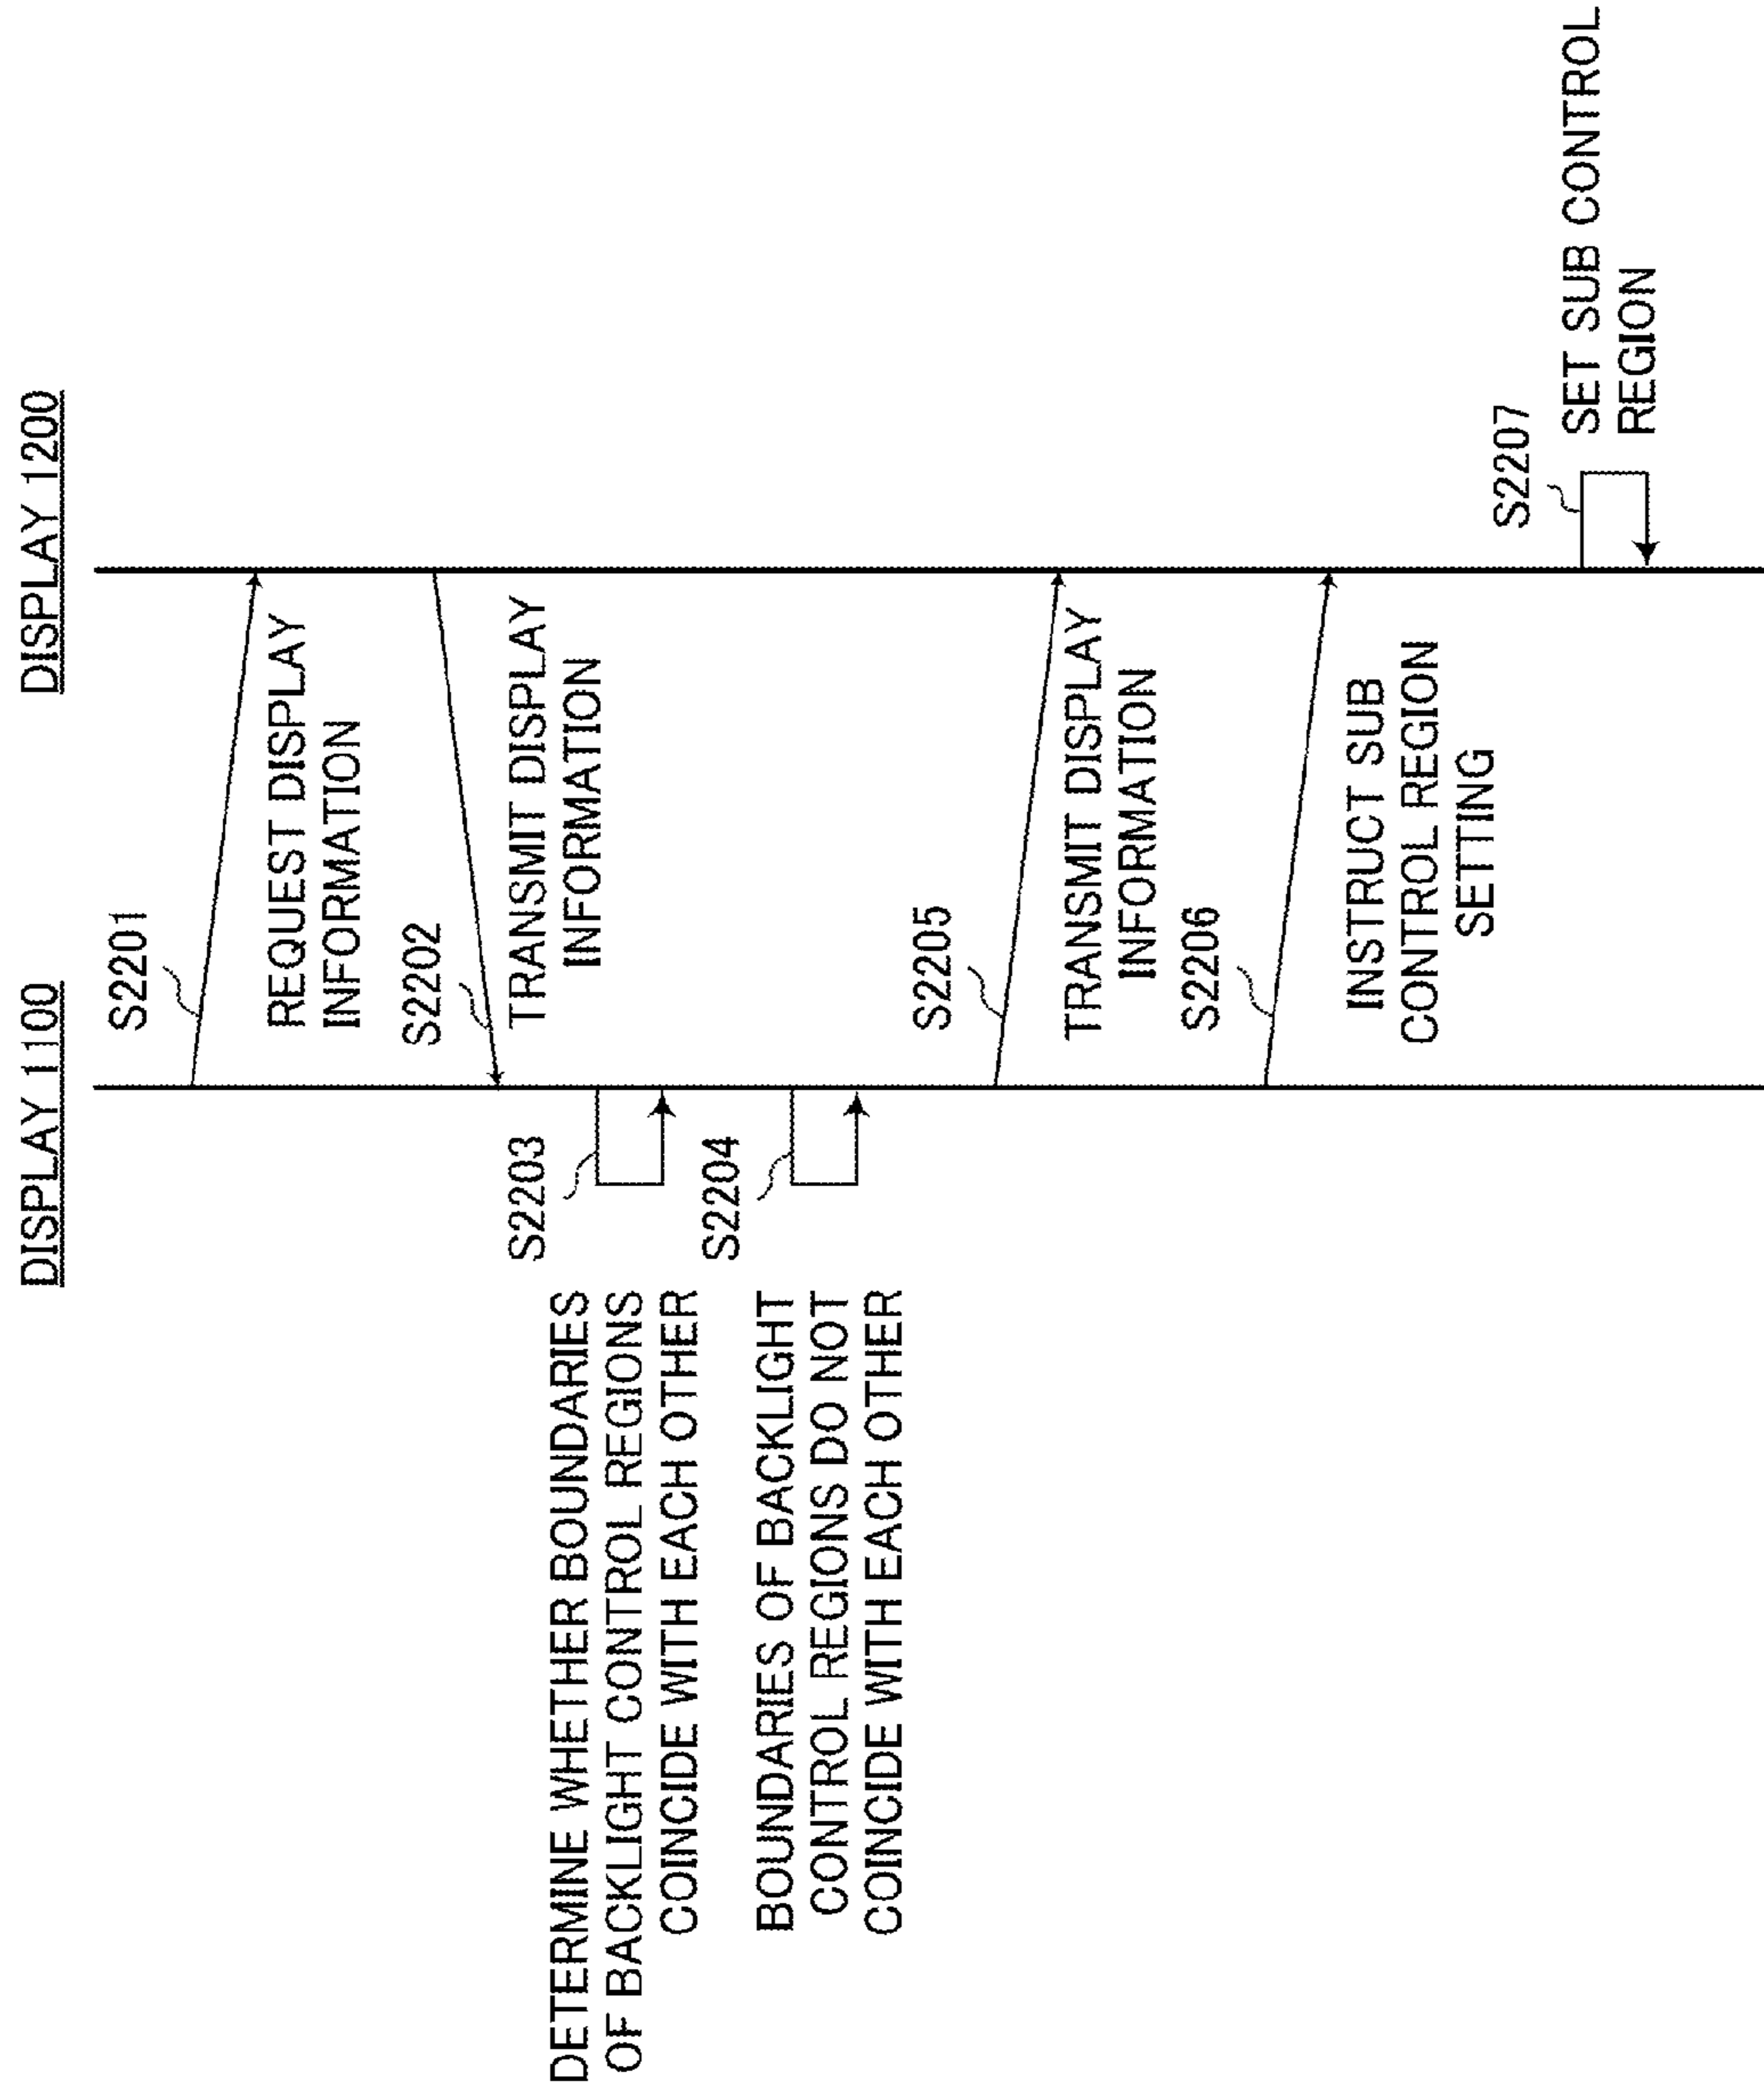 DISPLAY 1100
DISPLAY 1200
S2201
REQUEST DISPLAY
INFORMATION
S2202
TRANSMIT DISPLAY
INFORMATION
S2203
DETERMINE WHETHER BOUNDARIES
OF BACKLIGHT CONTROL REGIONS
COINCIDE WITH EACH OTHER
S2204
BOUNDARIES OF BACKLIGHT
CONTROL REGIONS DO NOT
COINCIDE WITH EACH OTHER
S2205
TRANSMIT DISPLAY
INFORMATION
S2206
INSTRUCT SUB
CONTROL REGION
SETTING
S2207
SET SUB CONTROL
REGION